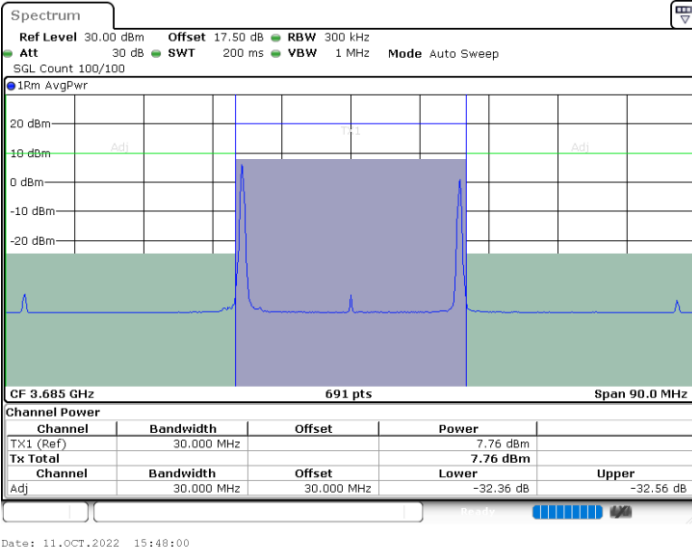 Spectrum
Ref Level 30.00 dBm Offset 17.50 dB RBW 300 kHz
Att 30 dB SWT 200 ms VBW 1 MHz Mode Auto Sweep
SGL Count 100/100
1Rm AvgPwr
20 dBm
TX1
Adj Adj
10 dBm
0 dBm
-10 dBm
-20 dBm
CF 3.685 GHz 691 pts Span 90.0 MHz
Channel Power
Channel Bandwidth Offset Power
TX1 (Ref) 30.000 MHz 7.76 dBm
Tx Total 7.76 dBm
Channel Bandwidth Offset Lower Upper
Adj 30.000 MHz 30.000 MHz -32.36 dB -32.56 dB
Ready
Date: 11.OCT.2022 15:48:00